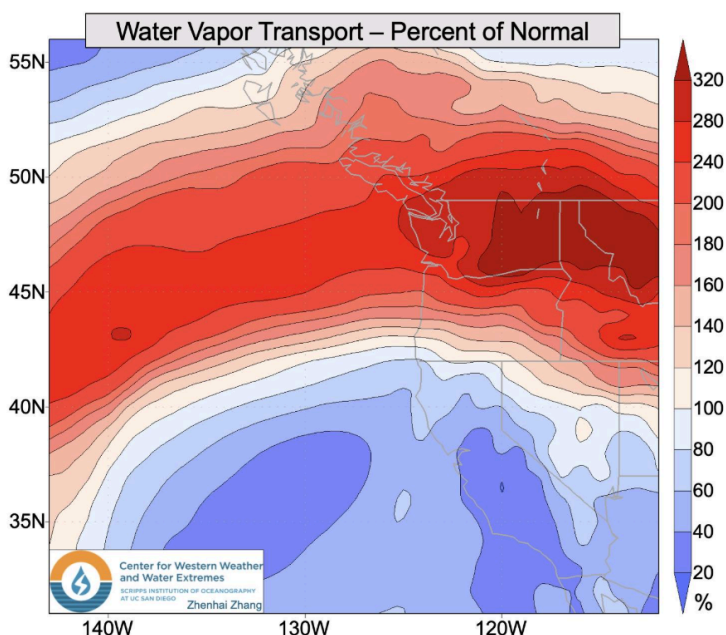 Water Vapor Transport – Percent of Normal
55N
50N
45N
40N
35N
140W
130W
120W
320
280
240
200
180
160
140
120
100
80
60
40
20
%
Center for Western Weather
and Water Extremes
SCRIPPS INSTITUTION OF OCEANOGRAPHY
AT UC SAN DIEGO
Zhenhai Zhang